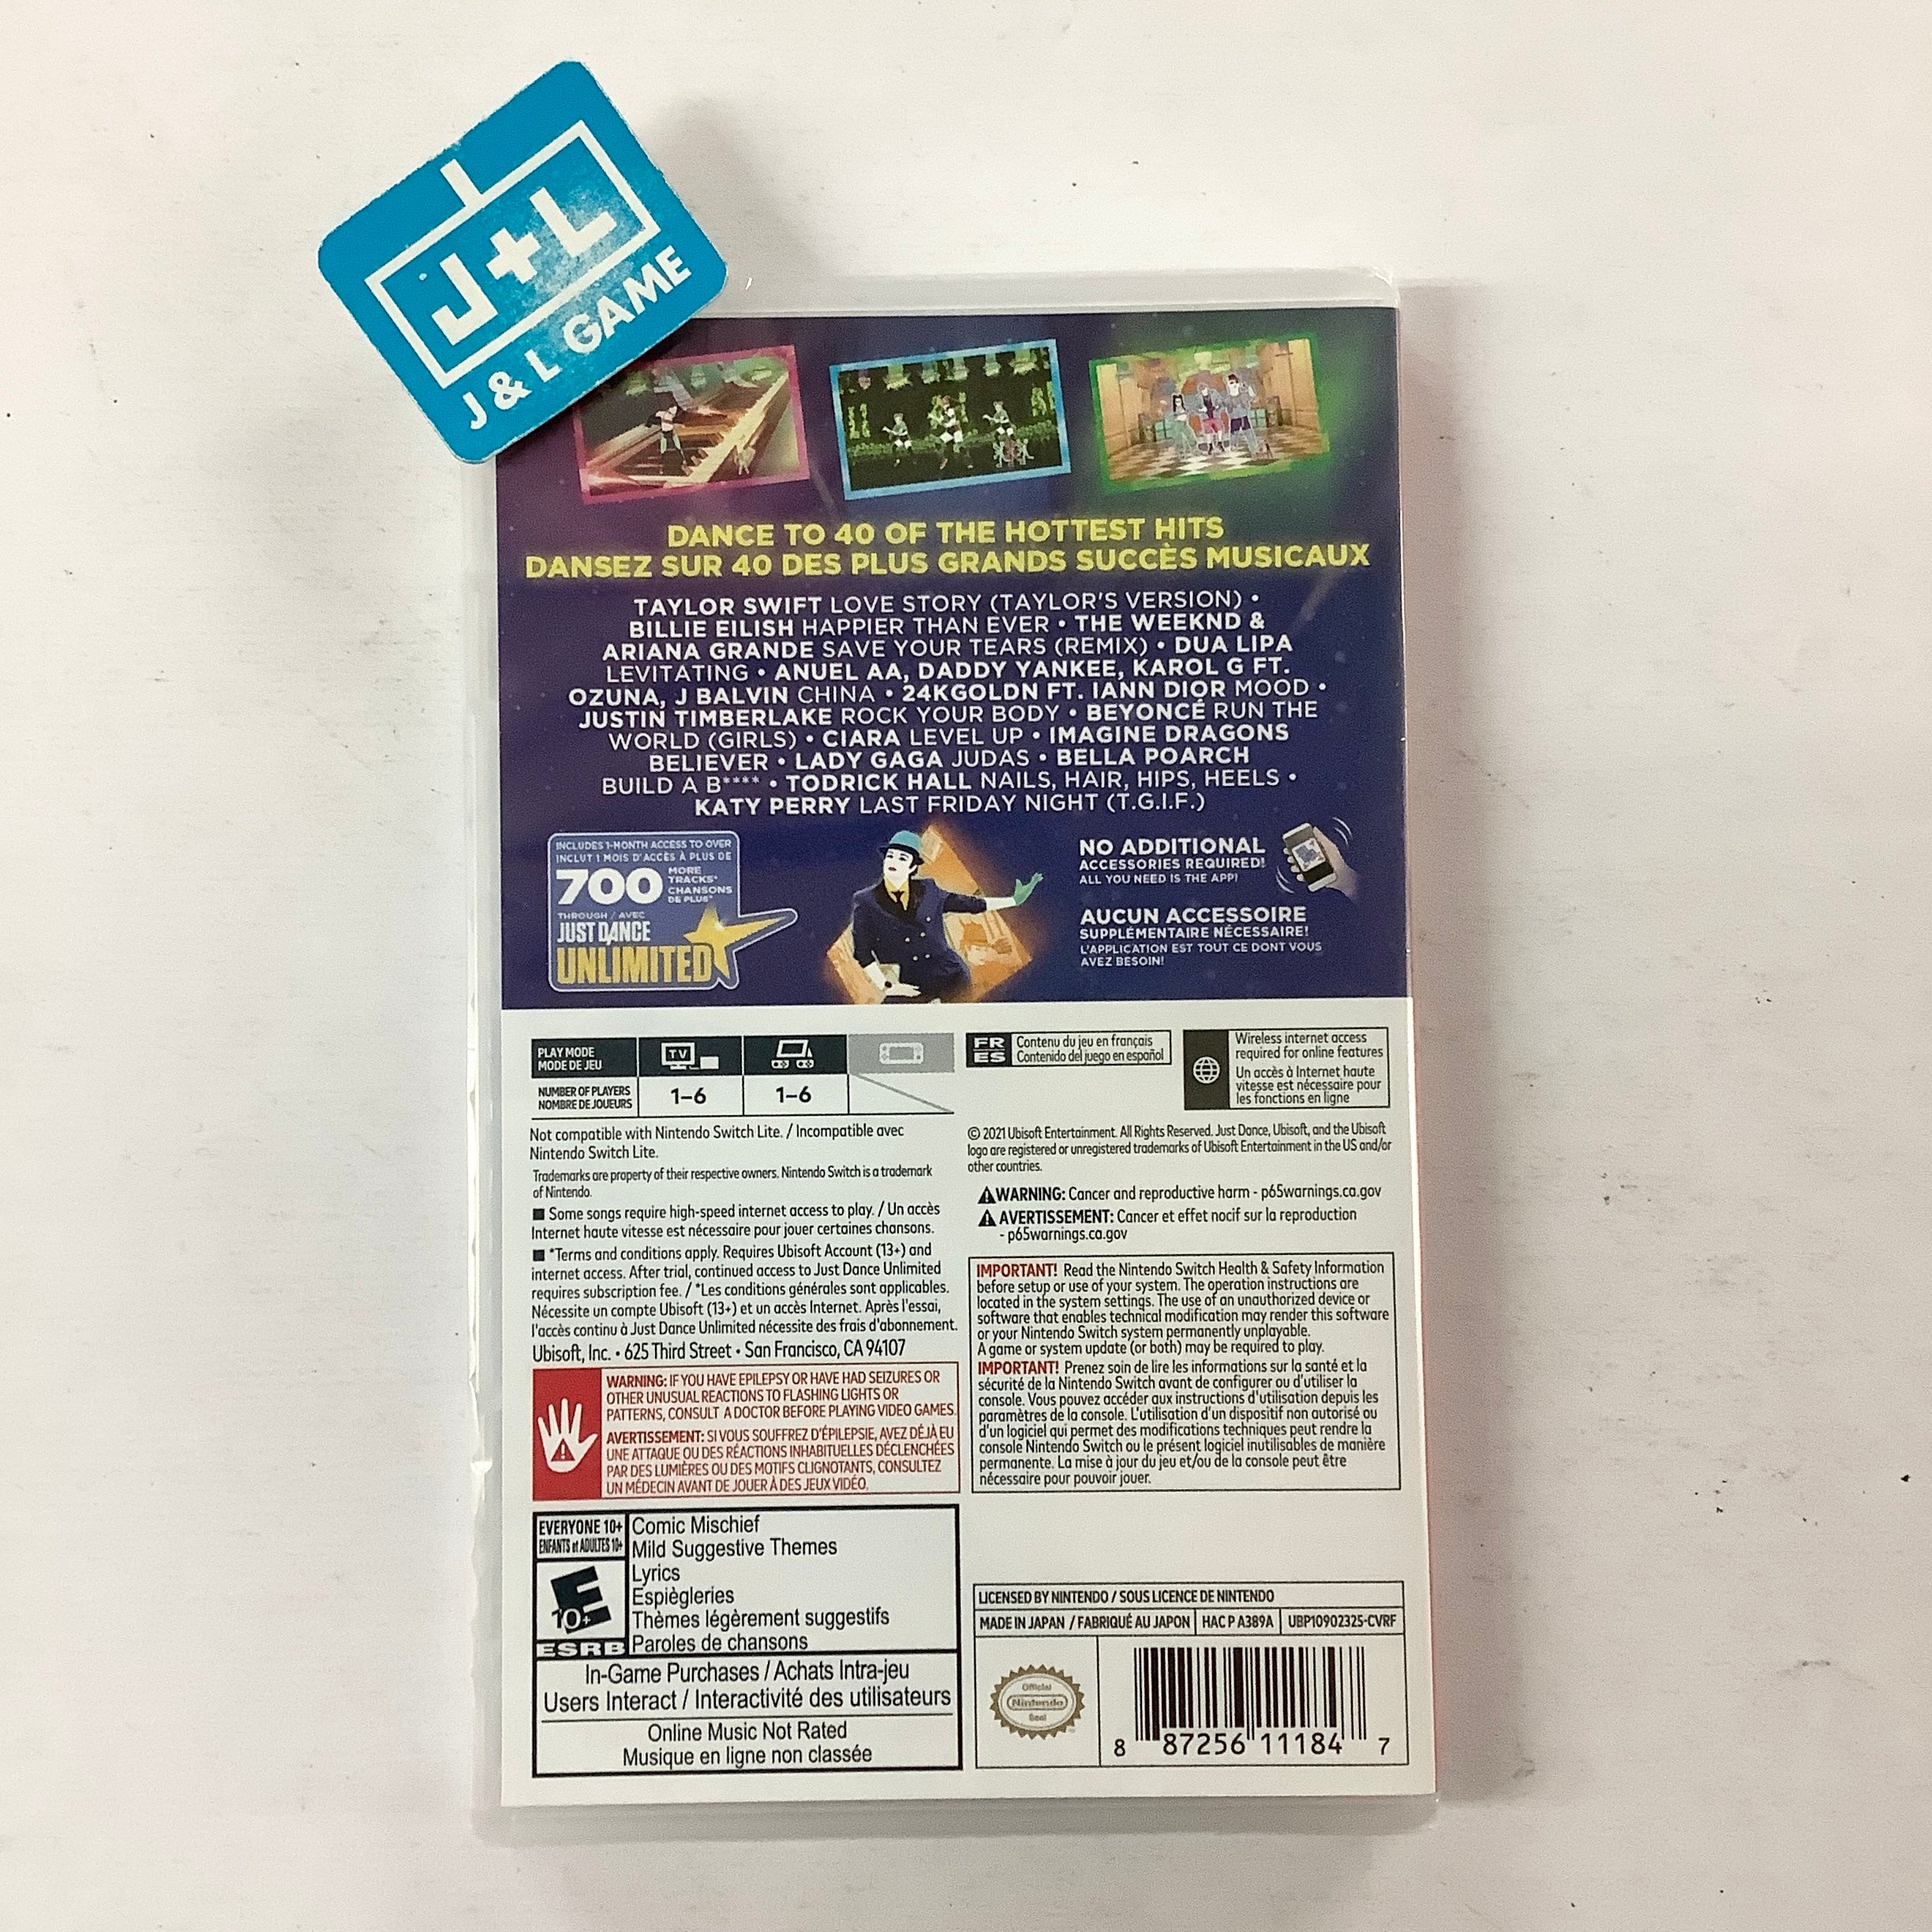 J+L
J & L GAME
DANCE TO 40 OF THE HOTTEST HITS
DANSEZ SUR 40 DES PLUS GRANDS SUCCÈS MUSICAUX
TAYLOR SWIFT LOVE STORY (TAYLOR'S VERSION) •
BILLIE EILISH HAPPIER THAN EVER • THE WEEKND &
ARIANA GRANDE SAVE YOUR TEARS (REMIX) • DUA LIPA
LEVITATING • ANUEL AA, DADDY YANKEE, KAROL G FT.
OZUNA, J BALVIN CHINA • 24KGOLDN FT. IANN DIOR MOOD •
JUSTIN TIMBERLAKE ROCK YOUR BODY • BEYONCÉ RUN THE
WORLD (GIRLS) • CIARA LEVEL UP • IMAGINE DRAGONS
BELIEVER • LADY GAGA JUDAS • BELLA POARCH
BUILD A B**** • TODRICK HALL NAILS, HAIR, HIPS, HEELS •
KATY PERRY LAST FRIDAY NIGHT (T.G.I.F.)
INCLUDES 1-MONTH ACCESS TO OVER
INCLUT 1 MOIS D'ACCÈS À PLUS DE
700
MORE
TRACKS*
CHANSONS
DE PLUS*
THROUGH / AVEC
JUST DANCE
UNLIMITED
NO ADDITIONAL
ACCESSORIES REQUIRED!
ALL YOU NEED IS THE APP!
AUCUN ACCESSOIRE
SUPPLÉMENTAIRE NÉCESSAIRE!
L'APPLICATION EST TOUT CE DONT VOUS
AVEZ BESOIN!
PLAY MODE
MODE DE JEU
TV
NUMBER OF PLAYERS
NOMBRE DE JOUEURS
1–6
1–6
FR
ES
Contenu du jeu en français
Contenido del juego en español
Wireless internet access
required for online features
Un accès à Internet haute
vitesse est nécessaire pour
les fonctions en ligne
Not compatible with Nintendo Switch Lite. / Incompatible avec
Nintendo Switch Lite.
Trademarks are property of their respective owners. Nintendo Switch is a trademark
of Nintendo.
■ Some songs require high-speed internet access to play. / Un accès
Internet haute vitesse est nécessaire pour jouer certaines chansons.
■ *Terms and conditions apply. Requires Ubisoft Account (13+) and
internet access. After trial, continued access to Just Dance Unlimited
requires subscription fee. / *Les conditions générales sont applicables.
Nécessite un compte Ubisoft (13+) et un accès Internet. Après l'essai,
l'accès continu à Just Dance Unlimited nécessite des frais d'abonnement.
Ubisoft, Inc. • 625 Third Street • San Francisco, CA 94107
© 2021 Ubisoft Entertainment. All Rights Reserved. Just Dance, Ubisoft, and the Ubisoft
logo are registered or unregistered trademarks of Ubisoft Entertainment in the US and/or
other countries.
⚠WARNING: Cancer and reproductive harm - p65warnings.ca.gov
⚠AVERTISSEMENT: Cancer et effet nocif sur la reproduction
- p65warnings.ca.gov
IMPORTANT! Read the Nintendo Switch Health & Safety Information
before setup or use of your system. The operation instructions are
located in the system settings. The use of an unauthorized device or
software that enables technical modification may render this software
or your Nintendo Switch system permanently unplayable.
A game or system update (or both) may be required to play.
IMPORTANT! Prenez soin de lire les informations sur la santé et la
sécurité de la Nintendo Switch avant de configurer ou d'utiliser la
console. Vous pouvez accéder aux instructions d'utilisation depuis les
paramètres de la console. L'utilisation d'un dispositif non autorisé ou
d'un logiciel qui permet des modifications techniques peut rendre la
console Nintendo Switch ou le présent logiciel inutilisables de manière
permanente. La mise à jour du jeu et/ou de la console peut être
nécessaire pour pouvoir jouer.
WARNING: IF YOU HAVE EPILEPSY OR HAVE HAD SEIZURES OR
OTHER UNUSUAL REACTIONS TO FLASHING LIGHTS OR
PATTERNS, CONSULT A DOCTOR BEFORE PLAYING VIDEO GAMES.
AVERTISSEMENT: SI VOUS SOUFFREZ D'ÉPILEPSIE, AVEZ DÉJÀ EU
UNE ATTAQUE OU DES RÉACTIONS INHABITUELLES DÉCLENCHÉES
PAR DES LUMIÈRES OU DES MOTIFS CLIGNOTANTS, CONSULTEZ
UN MÉDECIN AVANT DE JOUER À DES JEUX VIDÉO.
EVERYONE 10+
ENFANTS et ADULTES 10+
E
10+
ESRB
Comic Mischief
Mild Suggestive Themes
Lyrics
Espiègleries
Thèmes légèrement suggestifs
Paroles de chansons
In-Game Purchases / Achats Intra-jeu
Users Interact / Interactivité des utilisateurs
Online Music Not Rated
Musique en ligne non classée
LICENSED BY NINTENDO / SOUS LICENCE DE NINTENDO
MADE IN JAPAN / FABRIQUÉ AU JAPON HAC P A389A UBP10902325-CVRF
Official
Nintendo
Seal
8 87256 11184 7